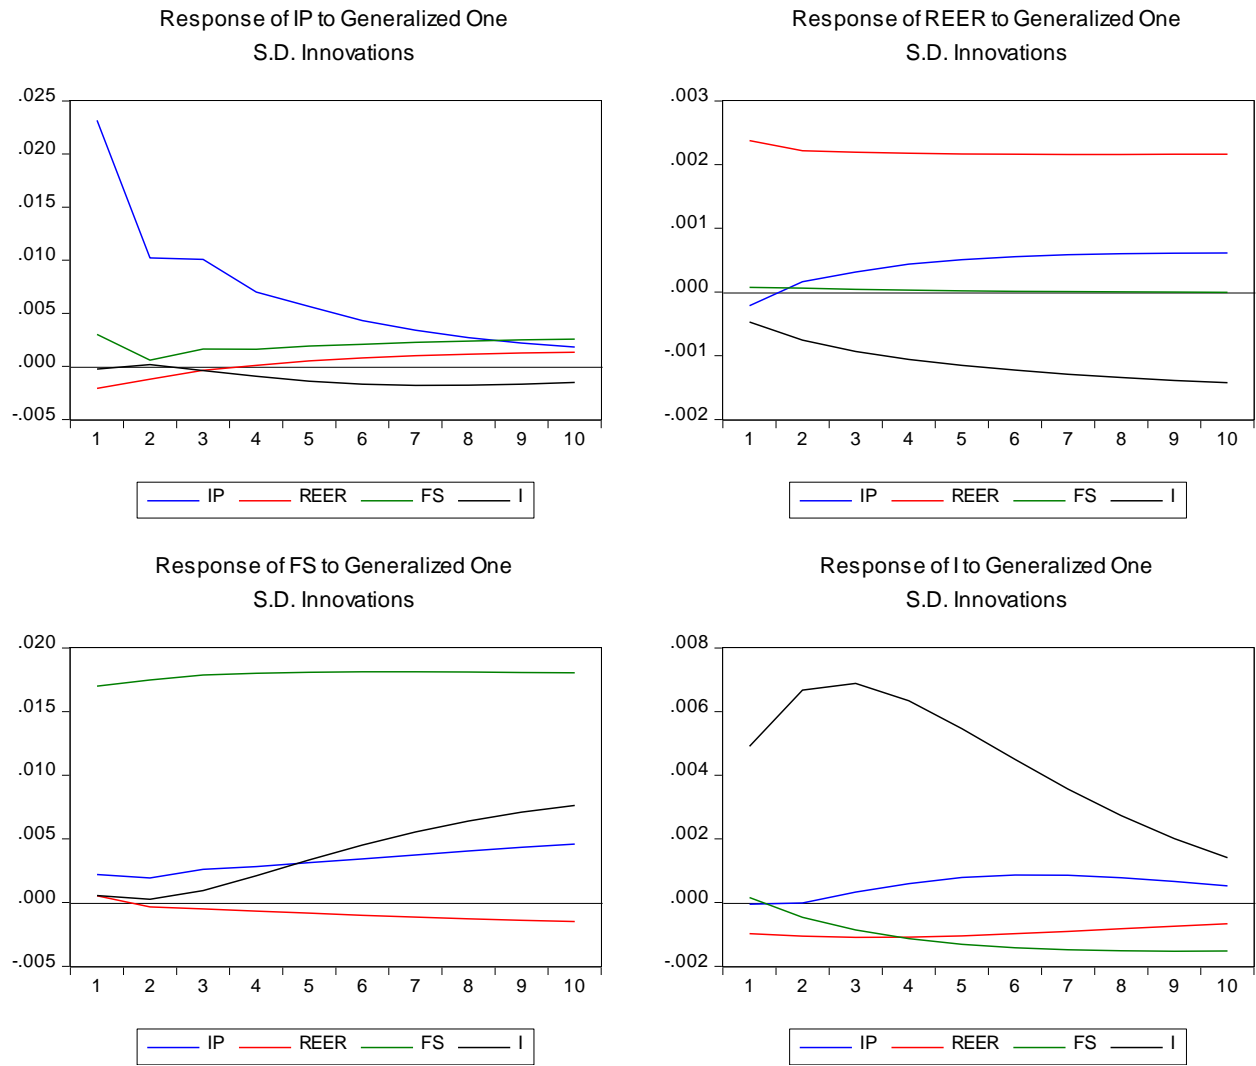 Response of IP to Generalized One
S.D. Innovations
.025
.020
.015
.010
.005
.000
-.005
1 2 3 4 5 6 7 8 9 10
IP REER FS I
Response of REER to Generalized One
S.D. Innovations
.003
.002
.001
.000
-.001
-.002
1 2 3 4 5 6 7 8 9 10
IP REER FS I
Response of FS to Generalized One
S.D. Innovations
.020
.015
.010
.005
.000
-.005
1 2 3 4 5 6 7 8 9 10
IP REER FS I
Response of I to Generalized One
S.D. Innovations
.008
.006
.004
.002
.000
-.002
1 2 3 4 5 6 7 8 9 10
IP REER FS I